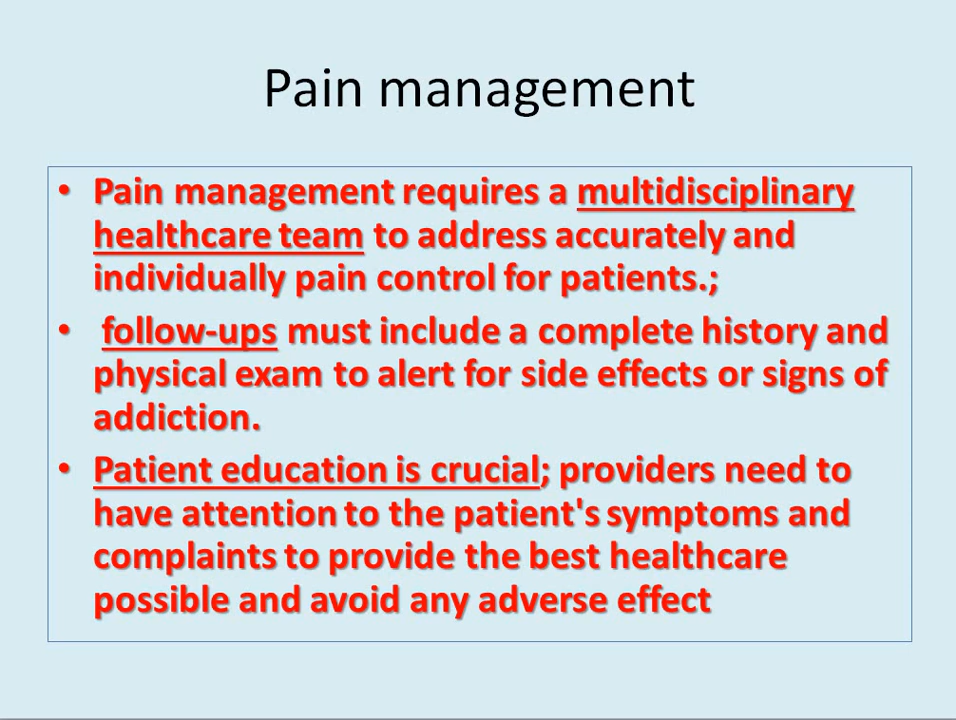 Pain management
• Pain management requires a multidisciplinary
healthcare team to address accurately and
individually pain control for patients.;
• follow-ups must include a complete history and
physical exam to alert for side effects or signs of
addiction.
• Patient education is crucial; providers need to
have attention to the patient's symptoms and
complaints to provide the best healthcare
possible and avoid any adverse effect